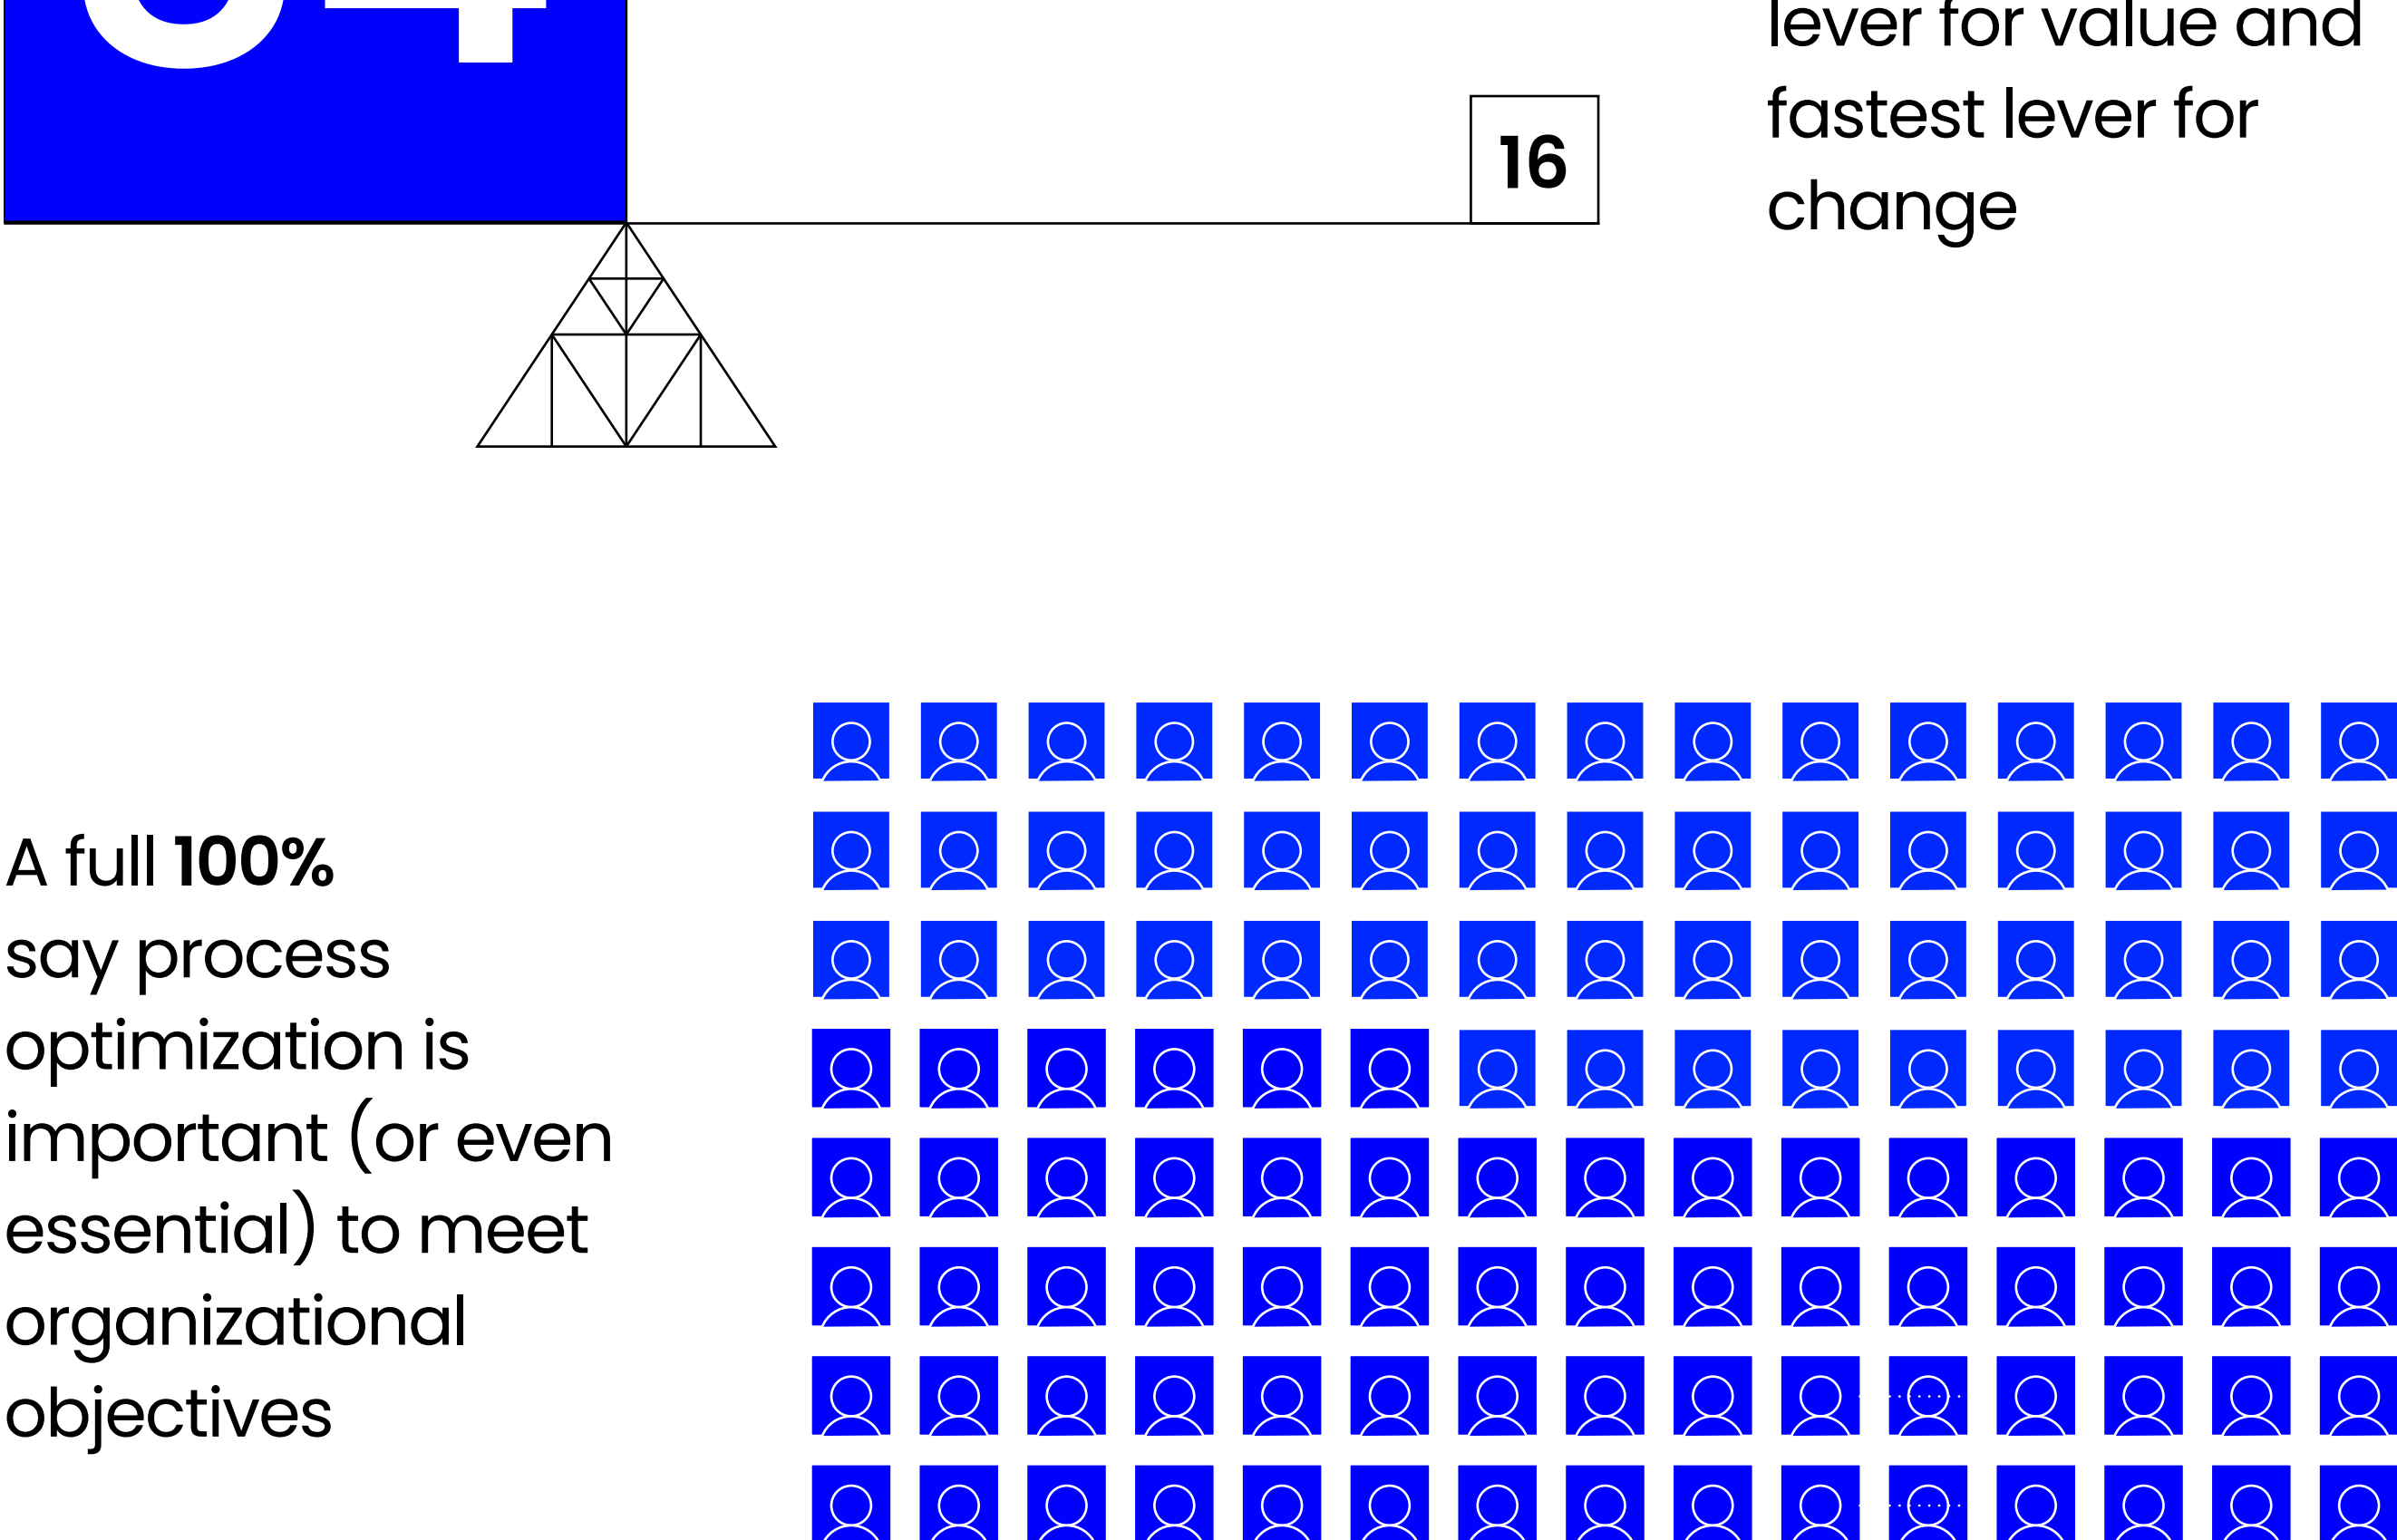 lever for value and
fastest lever for
change
16
A full 100%
say process
optimization is
important (or even
essential) to meet
organizational
objectives